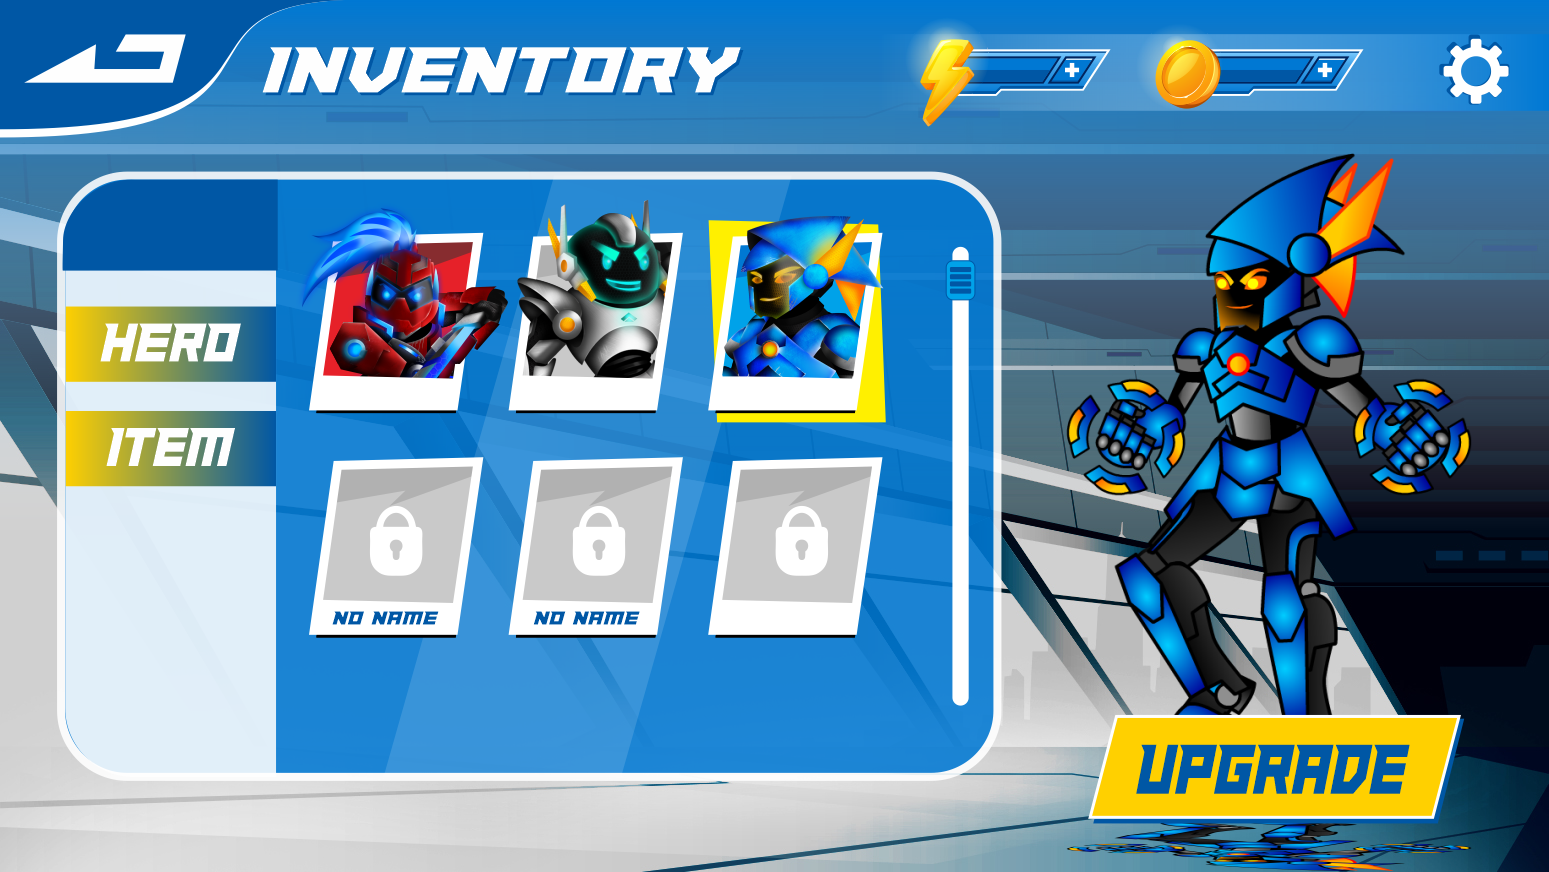 INVENTORY
HERO
ITEM
NO NAME
NO NAME
UPGRADE